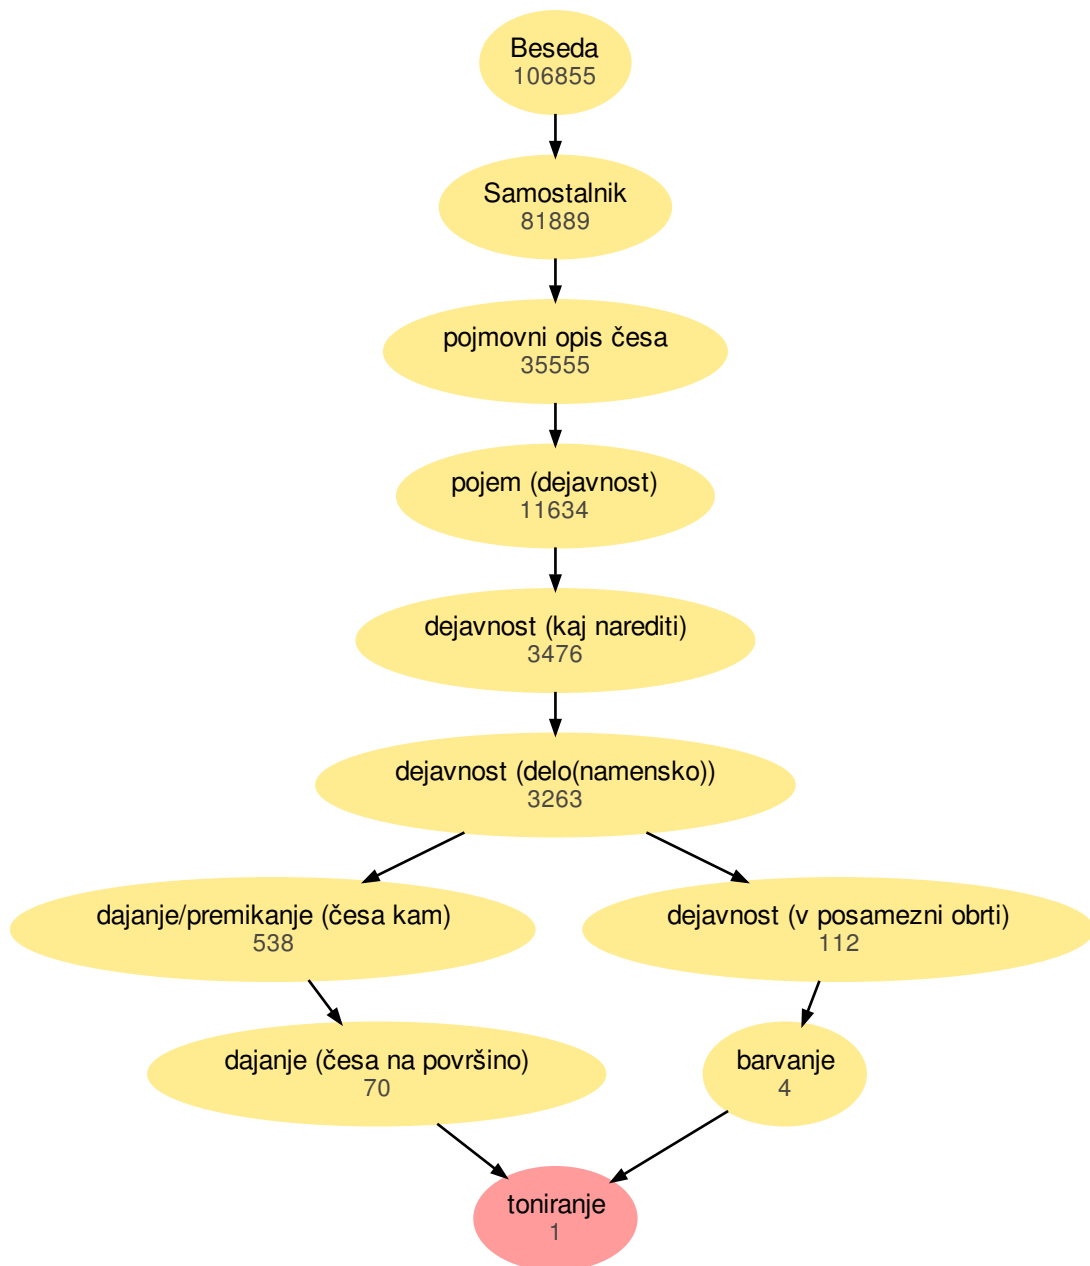 Beseda
106855
Samostalnik
81889
pojmovni opis česa
35555
pojem (dejavnost)
11634
dejavnost (kaj narediti)
3476
dejavnost (delo(namensko))
3263
dajanje/premikanje (česa kam)
538
dejavnost (v posamezni obrti)
112
dajanje (česa na površino)
70
barvanje
4
toniranje
1